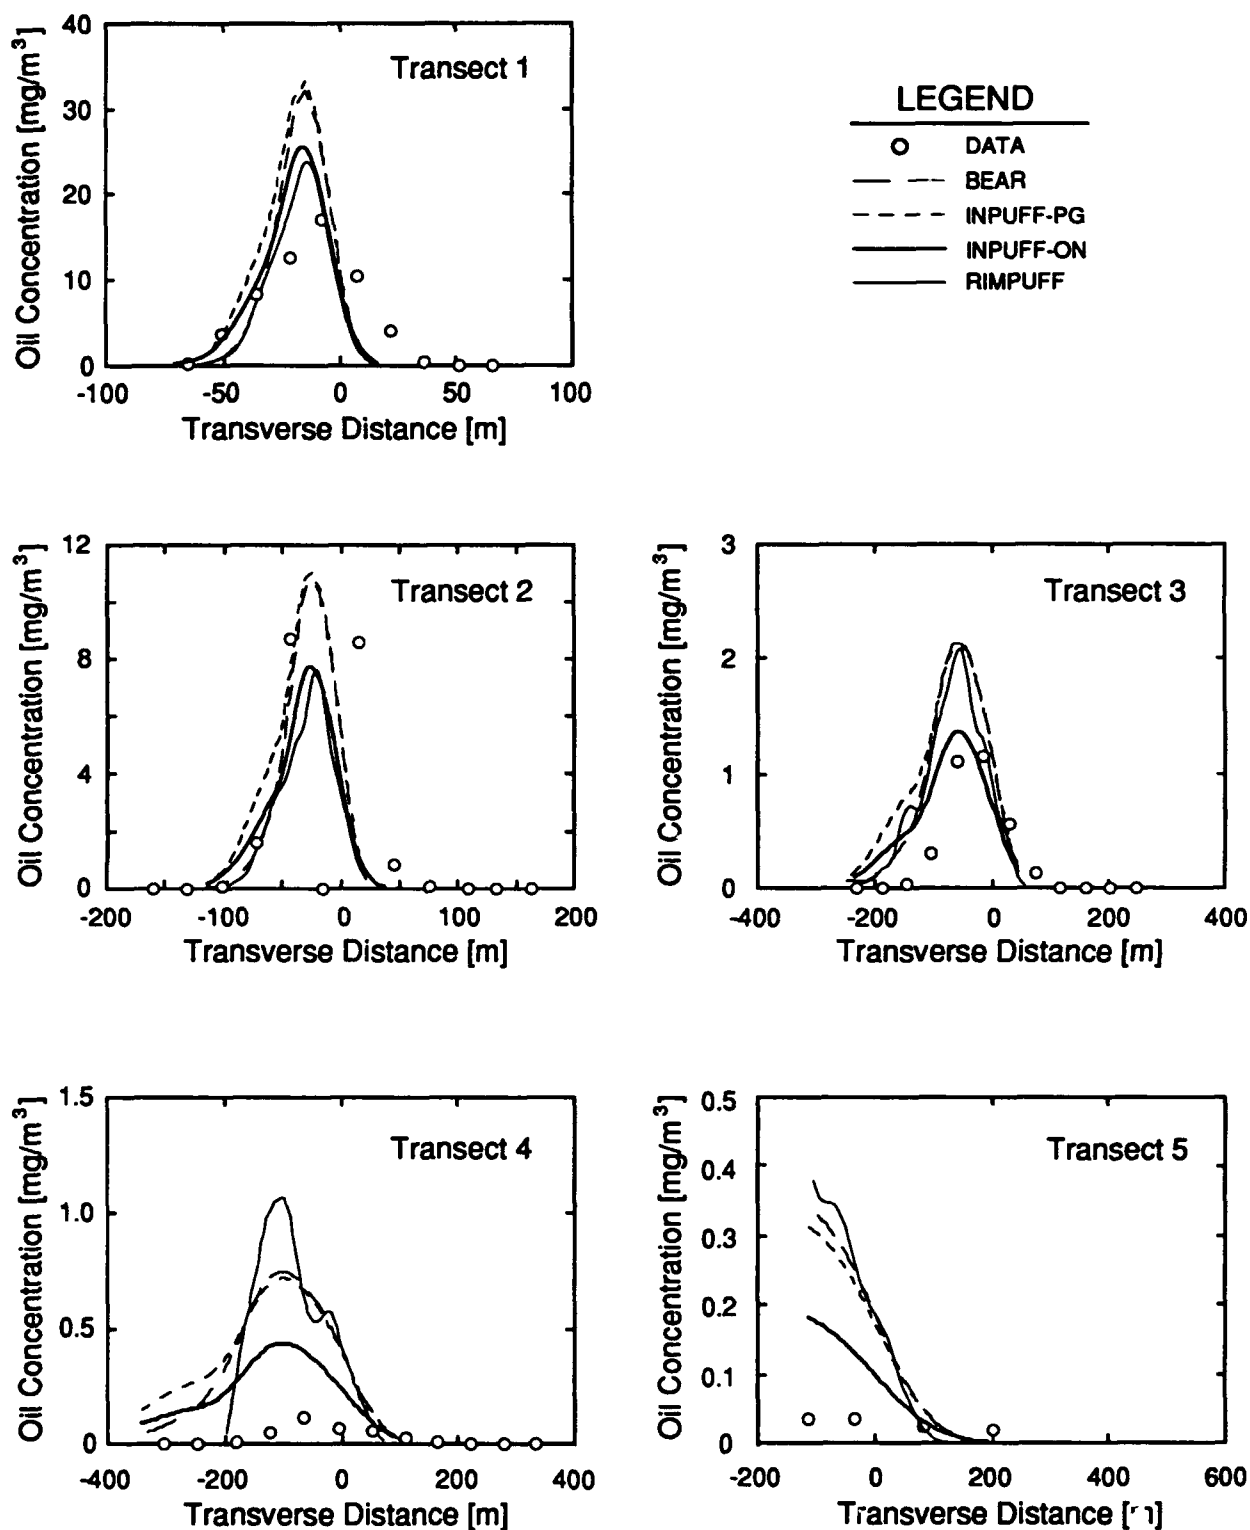 Transect 1
Oil Concentration [mg/m³]
40
30
20
10
0
-100
-50
0
50
100
Transverse Distance [m]
LEGEND
DATA
BEAR
INPUFF-PG
INPUFF-ON
RIMPUFF
Transect 2
Oil Concentration [mg/m³]
12
8
4
0
-200
-100
0
100
200
Transverse Distance [m]
Transect 3
Oil Concentration [mg/m³]
3
2
1
0
-400
-200
0
200
400
Transverse Distance [m]
Transect 4
Oil Concentration [mg/m³]
1.5
1.0
0.5
0
-400
-200
0
200
400
Transverse Distance [m]
Transect 5
Oil Concentration [mg/m³]
0.5
0.4
0.3
0.2
0.1
0
-200
0
200
400
600
Transverse Distance